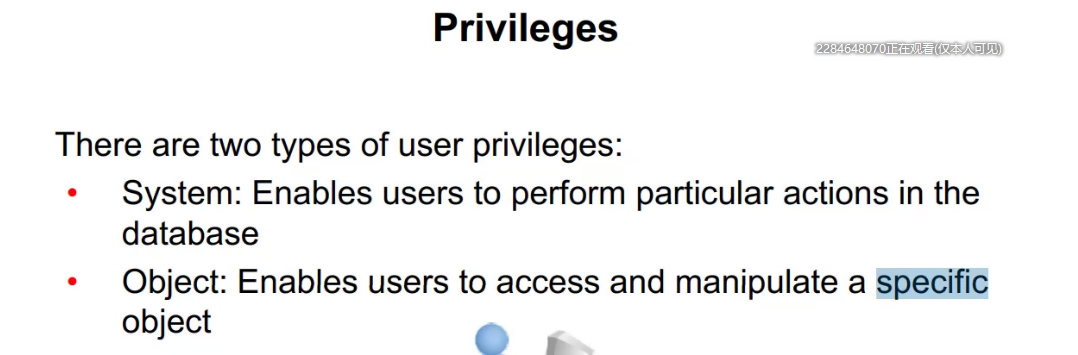 Privileges
2284648070正在观看(仅本人可见)
There are two types of user privileges:
• System: Enables users to perform particular actions in the
database
• Object: Enables users to access and manipulate a specific
object